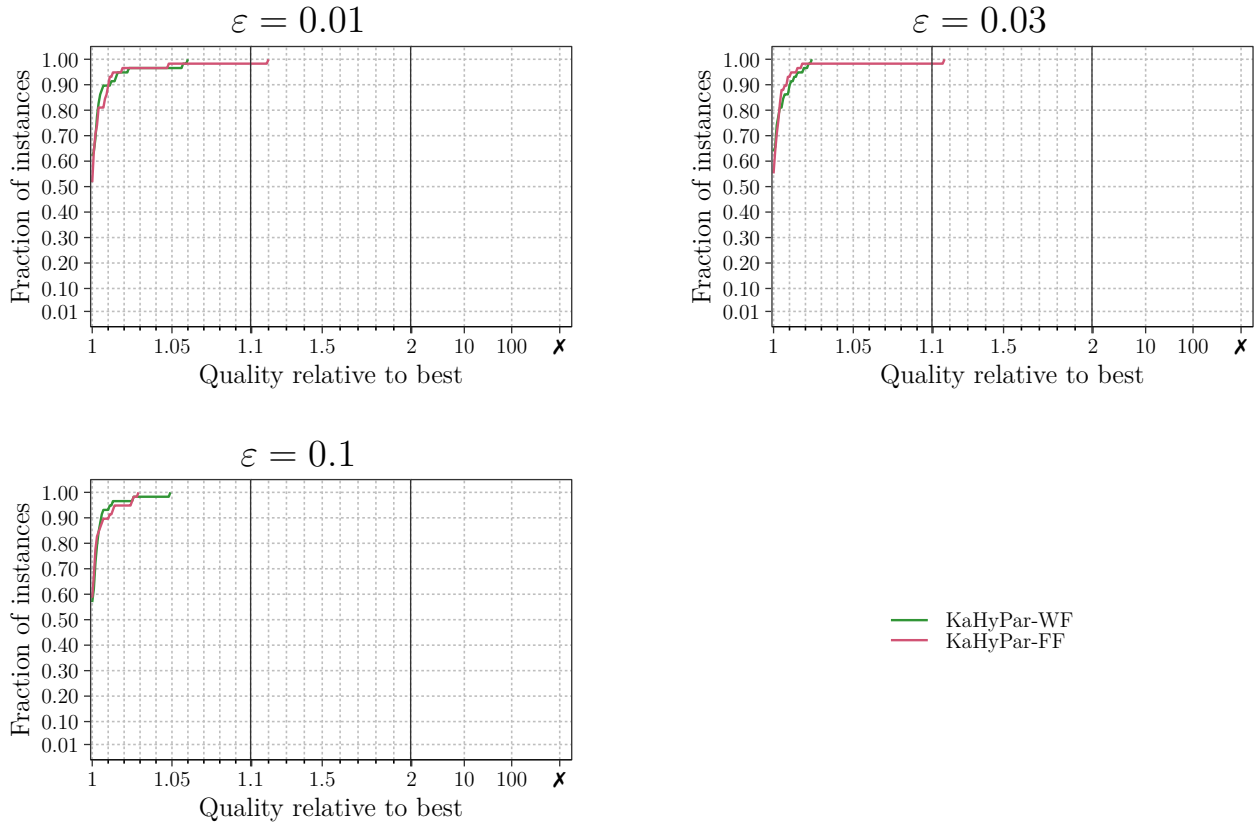 ε = 0.01
1.00
0.90
0.80
0.70
0.60
0.50
0.40
0.30
0.20
0.10
0.01
Fraction of instances
1 1.05 1.1 1.5 2 10 100 ✗
Quality relative to best
ε = 0.03
1.00
0.90
0.80
0.70
0.60
0.50
0.40
0.30
0.20
0.10
0.01
Fraction of instances
1 1.05 1.1 1.5 2 10 100 ✗
Quality relative to best
ε = 0.1
1.00
0.90
0.80
0.70
0.60
0.50
0.40
0.30
0.20
0.10
0.01
Fraction of instances
1 1.05 1.1 1.5 2 10 100 ✗
Quality relative to best
KaHyPar-WF
KaHyPar-FF